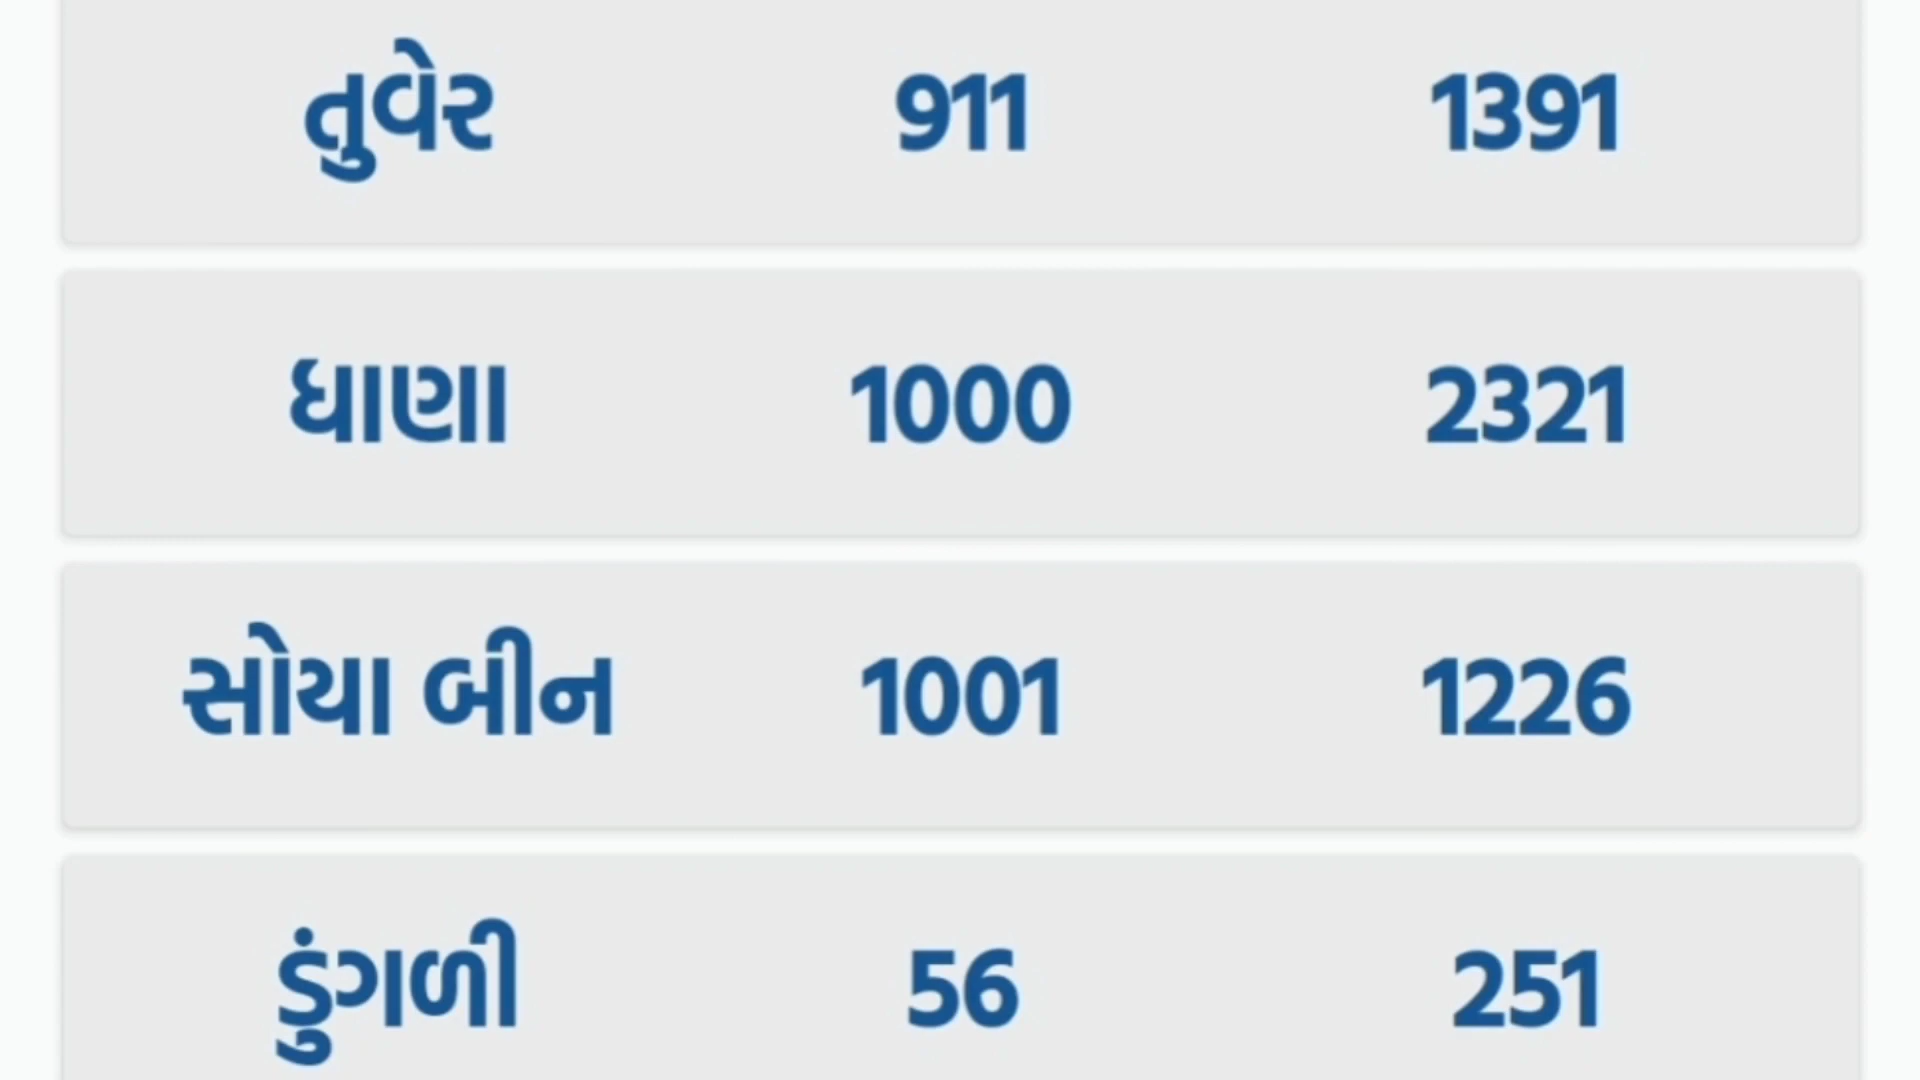 તુવેર 911 1391
ધાણા 1000 2321
સોયા બીન 1001 1226
ડુંગળી 56 251